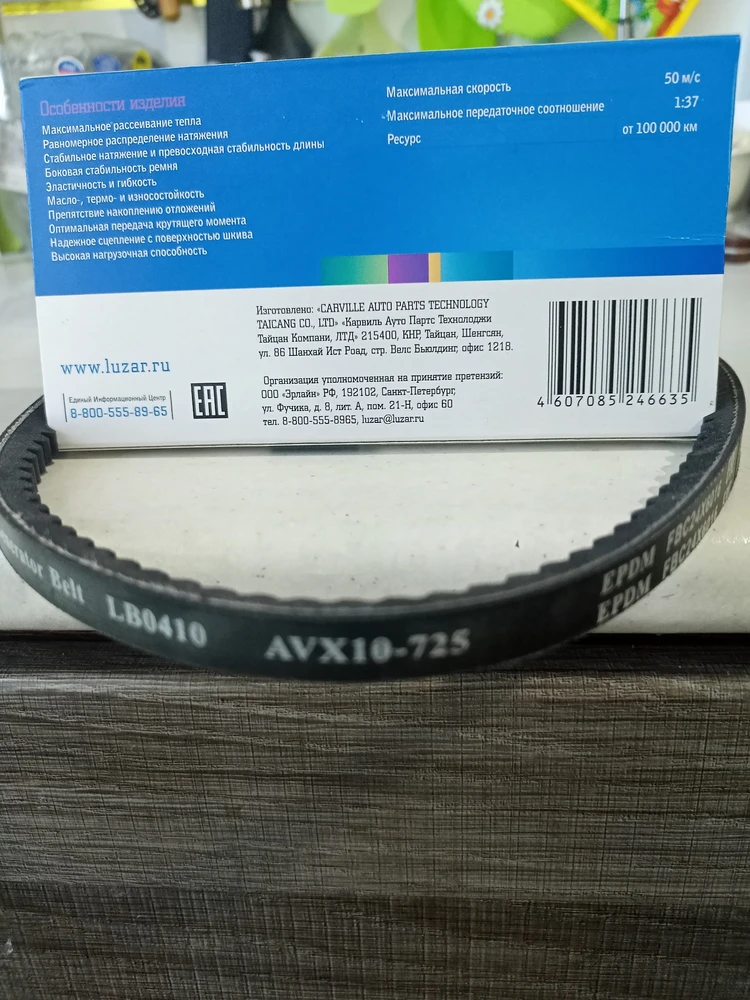 Особенности изделия
Максимальное рассеивание тепла
Равномерное распределение натяжения
Стабильное натяжение и превосходная стабильность длины
Боковая стабильность ремня
Эластичность и гибкость
Масло-, термо- и износостойкость
Препятствие накоплению отложений
Оптимальная передача крутящего момента
Надежное сцепление с поверхностью шкива
Высокая нагрузочная способность
Максимальная скорость 50 м/с
Максимальное передаточное соотношение 1:37
Ресурс от 100 000 км
www.luzar.ru
Единый Информационный Центр
8-800-555-89-65
EAC
Изготовлено: «CARVILLE AUTO PARTS TECHNOLOGY
TAICANG CO., LTD» «Карвиль Ауто Партс Технолоджи
Тайцан Компани, ЛТД» 215400, КНР, Тайцан, Шенгсян,
ул. 86 Шанхай Ист Роад, стр. Велс Бьюлдинг, офис 1218.
Организация уполномоченная на принятие претензий:
ООО «Эрлайн» РФ, 192102, Санкт-Петербург,
ул. Фучика, д. 8, лит. А, пом. 21-Н, офис 60
тел. 8-800-555-8965, luzar@luzar.ru
4 607085 246635
Belt LB0410 AVX10-725 EPDM
EPDM